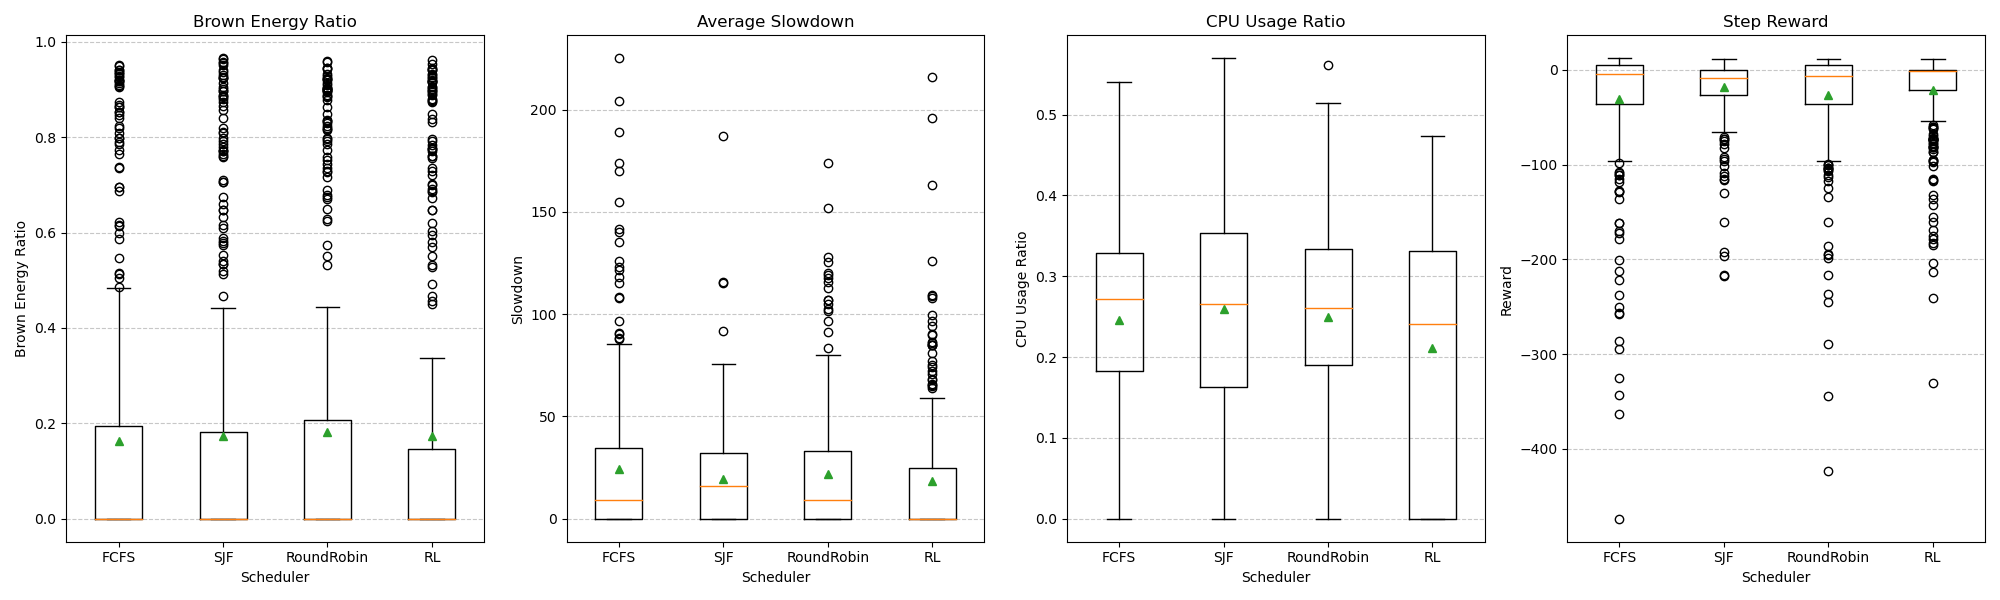 Brown Energy Ratio
Brown Energy Ratio
1.0
0.8
0.6
0.4
0.2
0.0
FCFS SJF RoundRobin RL
Scheduler
Average Slowdown
Slowdown
200
150
100
50
0
FCFS SJF RoundRobin RL
Scheduler
CPU Usage Ratio
CPU Usage Ratio
0.5
0.4
0.3
0.2
0.1
0.0
FCFS SJF RoundRobin RL
Scheduler
Step Reward
Reward
0
−100
−200
−300
−400
FCFS SJF RoundRobin RL
Scheduler